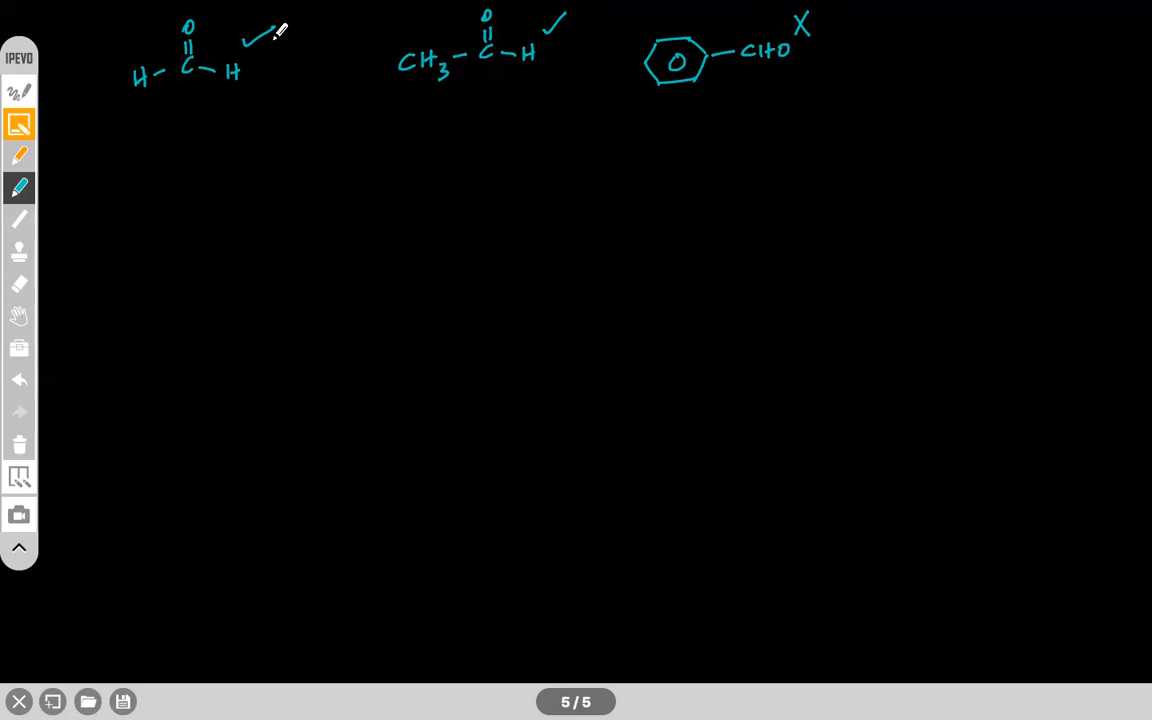 IPEVO
O
||
H - C - H ✓
O
||
CH3 - C - H ✓
O - CHO X
5 / 5